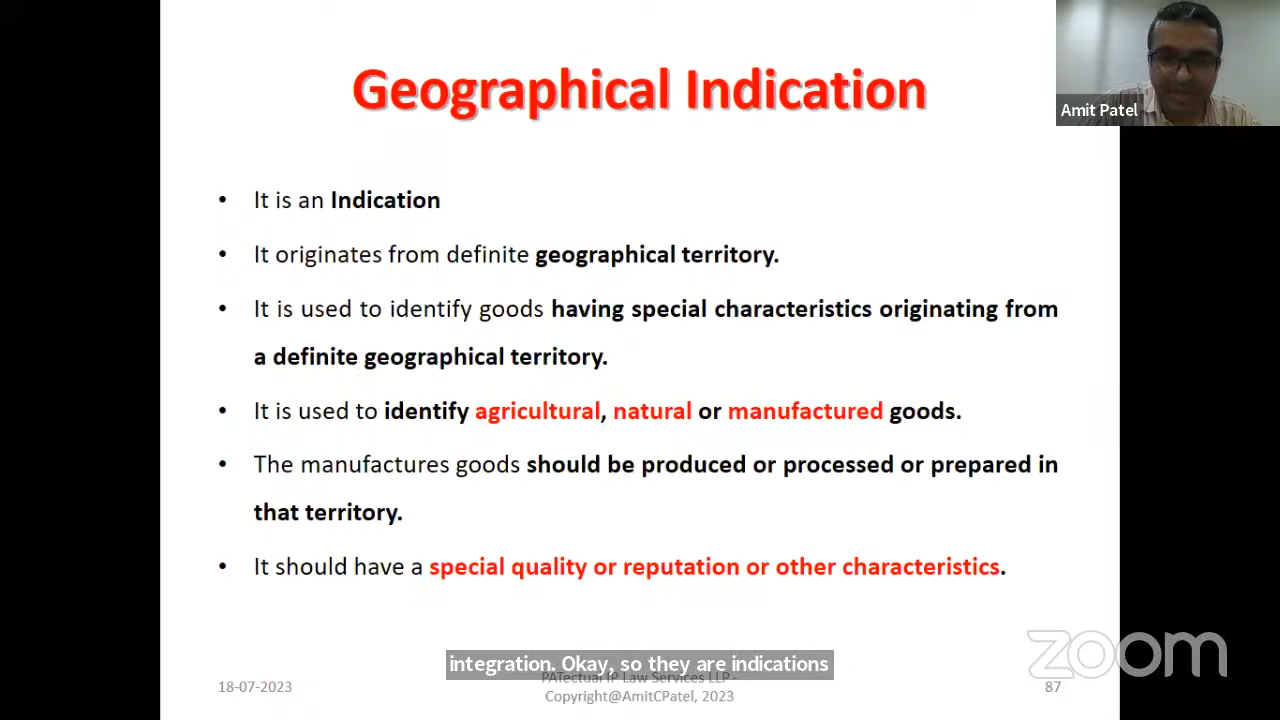 Geographical Indication
Amit Patel
• It is an Indication
• It originates from definite geographical territory.
• It is used to identify goods having special characteristics originating from
a definite geographical territory.
• It is used to identify agricultural, natural or manufactured goods.
• The manufactures goods should be produced or processed or prepared in
that territory.
• It should have a special quality or reputation or other characteristics.
zoom
integration. Okay, so they are indications
18-07-2023
PATectual IP Law Services LLP -
Copyright@AmitCPatel, 2023
87